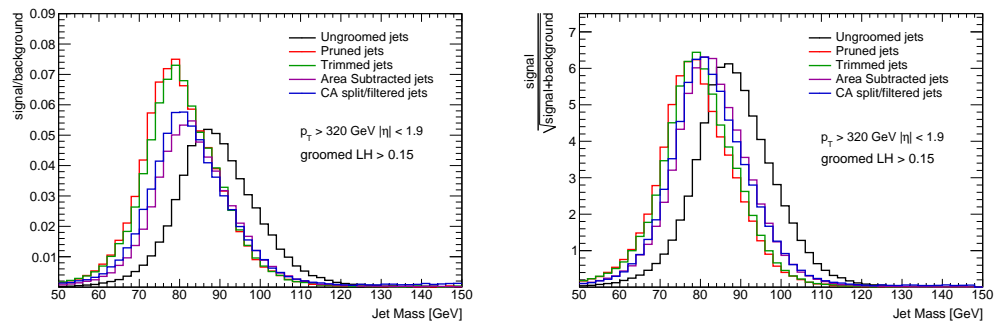 signal/background
0.09
0.08
0.07
0.06
0.05
0.04
0.03
0.02
0.01
Ungroomed jets
Pruned jets
Trimmed jets
Area Subtracted jets
CA split/filtered jets
p_T > 320 GeV |η| < 1.9
groomed LH > 0.15
50 60 70 80 90 100 110 120 130 140 150
Jet Mass [GeV]
signal
√signal+background
7
6
5
4
3
2
1
Ungroomed jets
Pruned jets
Trimmed jets
Area Subtracted jets
CA split/filtered jets
p_T > 320 GeV |η| < 1.9
groomed LH > 0.15
50 60 70 80 90 100 110 120 130 140 150
Jet Mass [GeV]